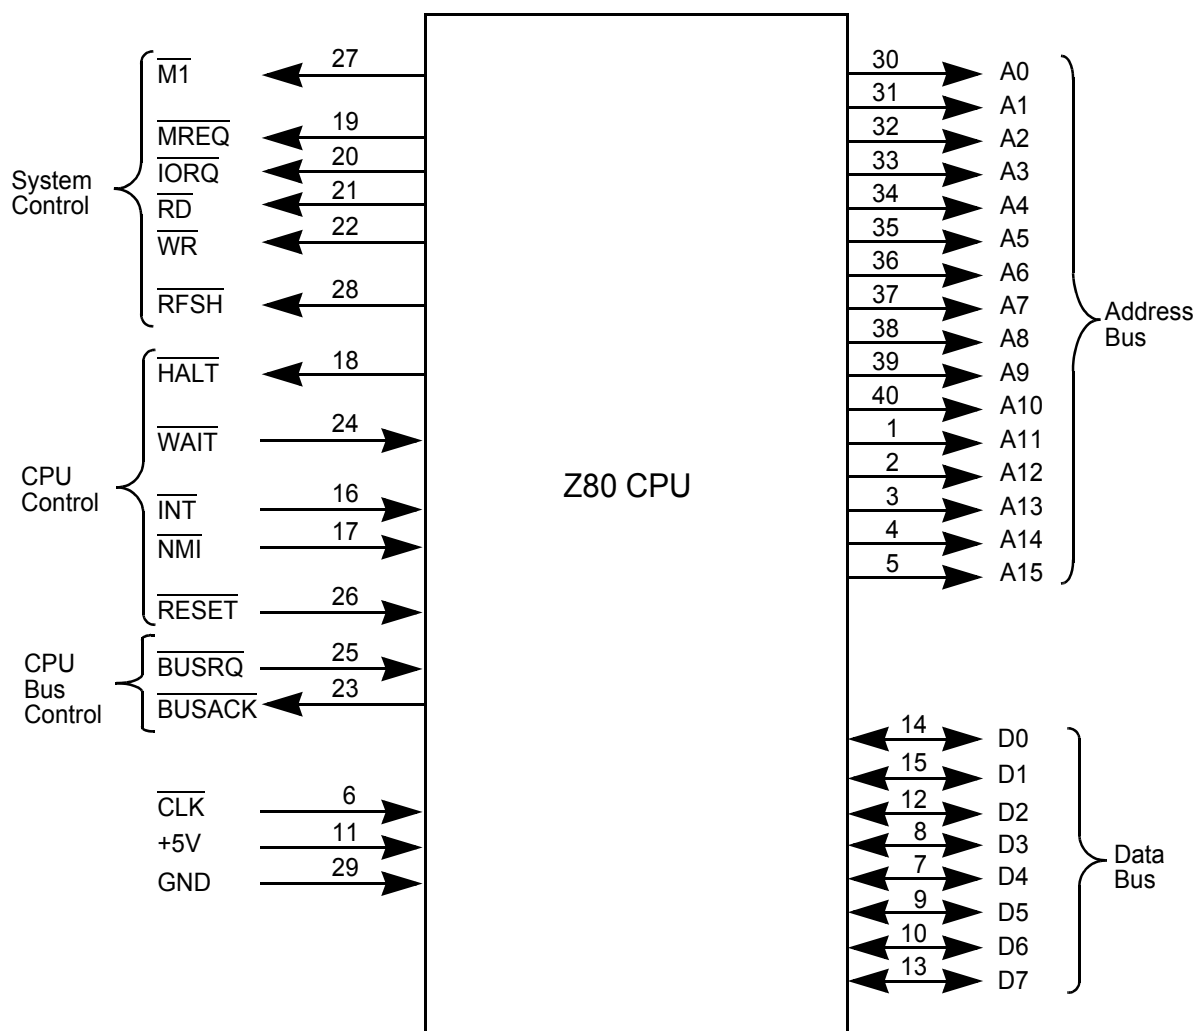 System
Control
M1
27
MREQ
19
IORQ
20
RD
21
WR
22
RFSH
28
CPU
Control
HALT
18
WAIT
24
INT
16
NMI
17
RESET
26
CPU
Bus
Control
BUSRQ
25
BUSACK
23
CLK
6
+5V
11
GND
29
Z80 CPU
30
A0
31
A1
32
A2
33
A3
34
A4
35
A5
36
A6
37
A7
38
A8
39
A9
40
A10
1
A11
2
A12
3
A13
4
A14
5
A15
Address
Bus
14
D0
15
D1
12
D2
8
D3
7
D4
9
D5
10
D6
13
D7
Data
Bus